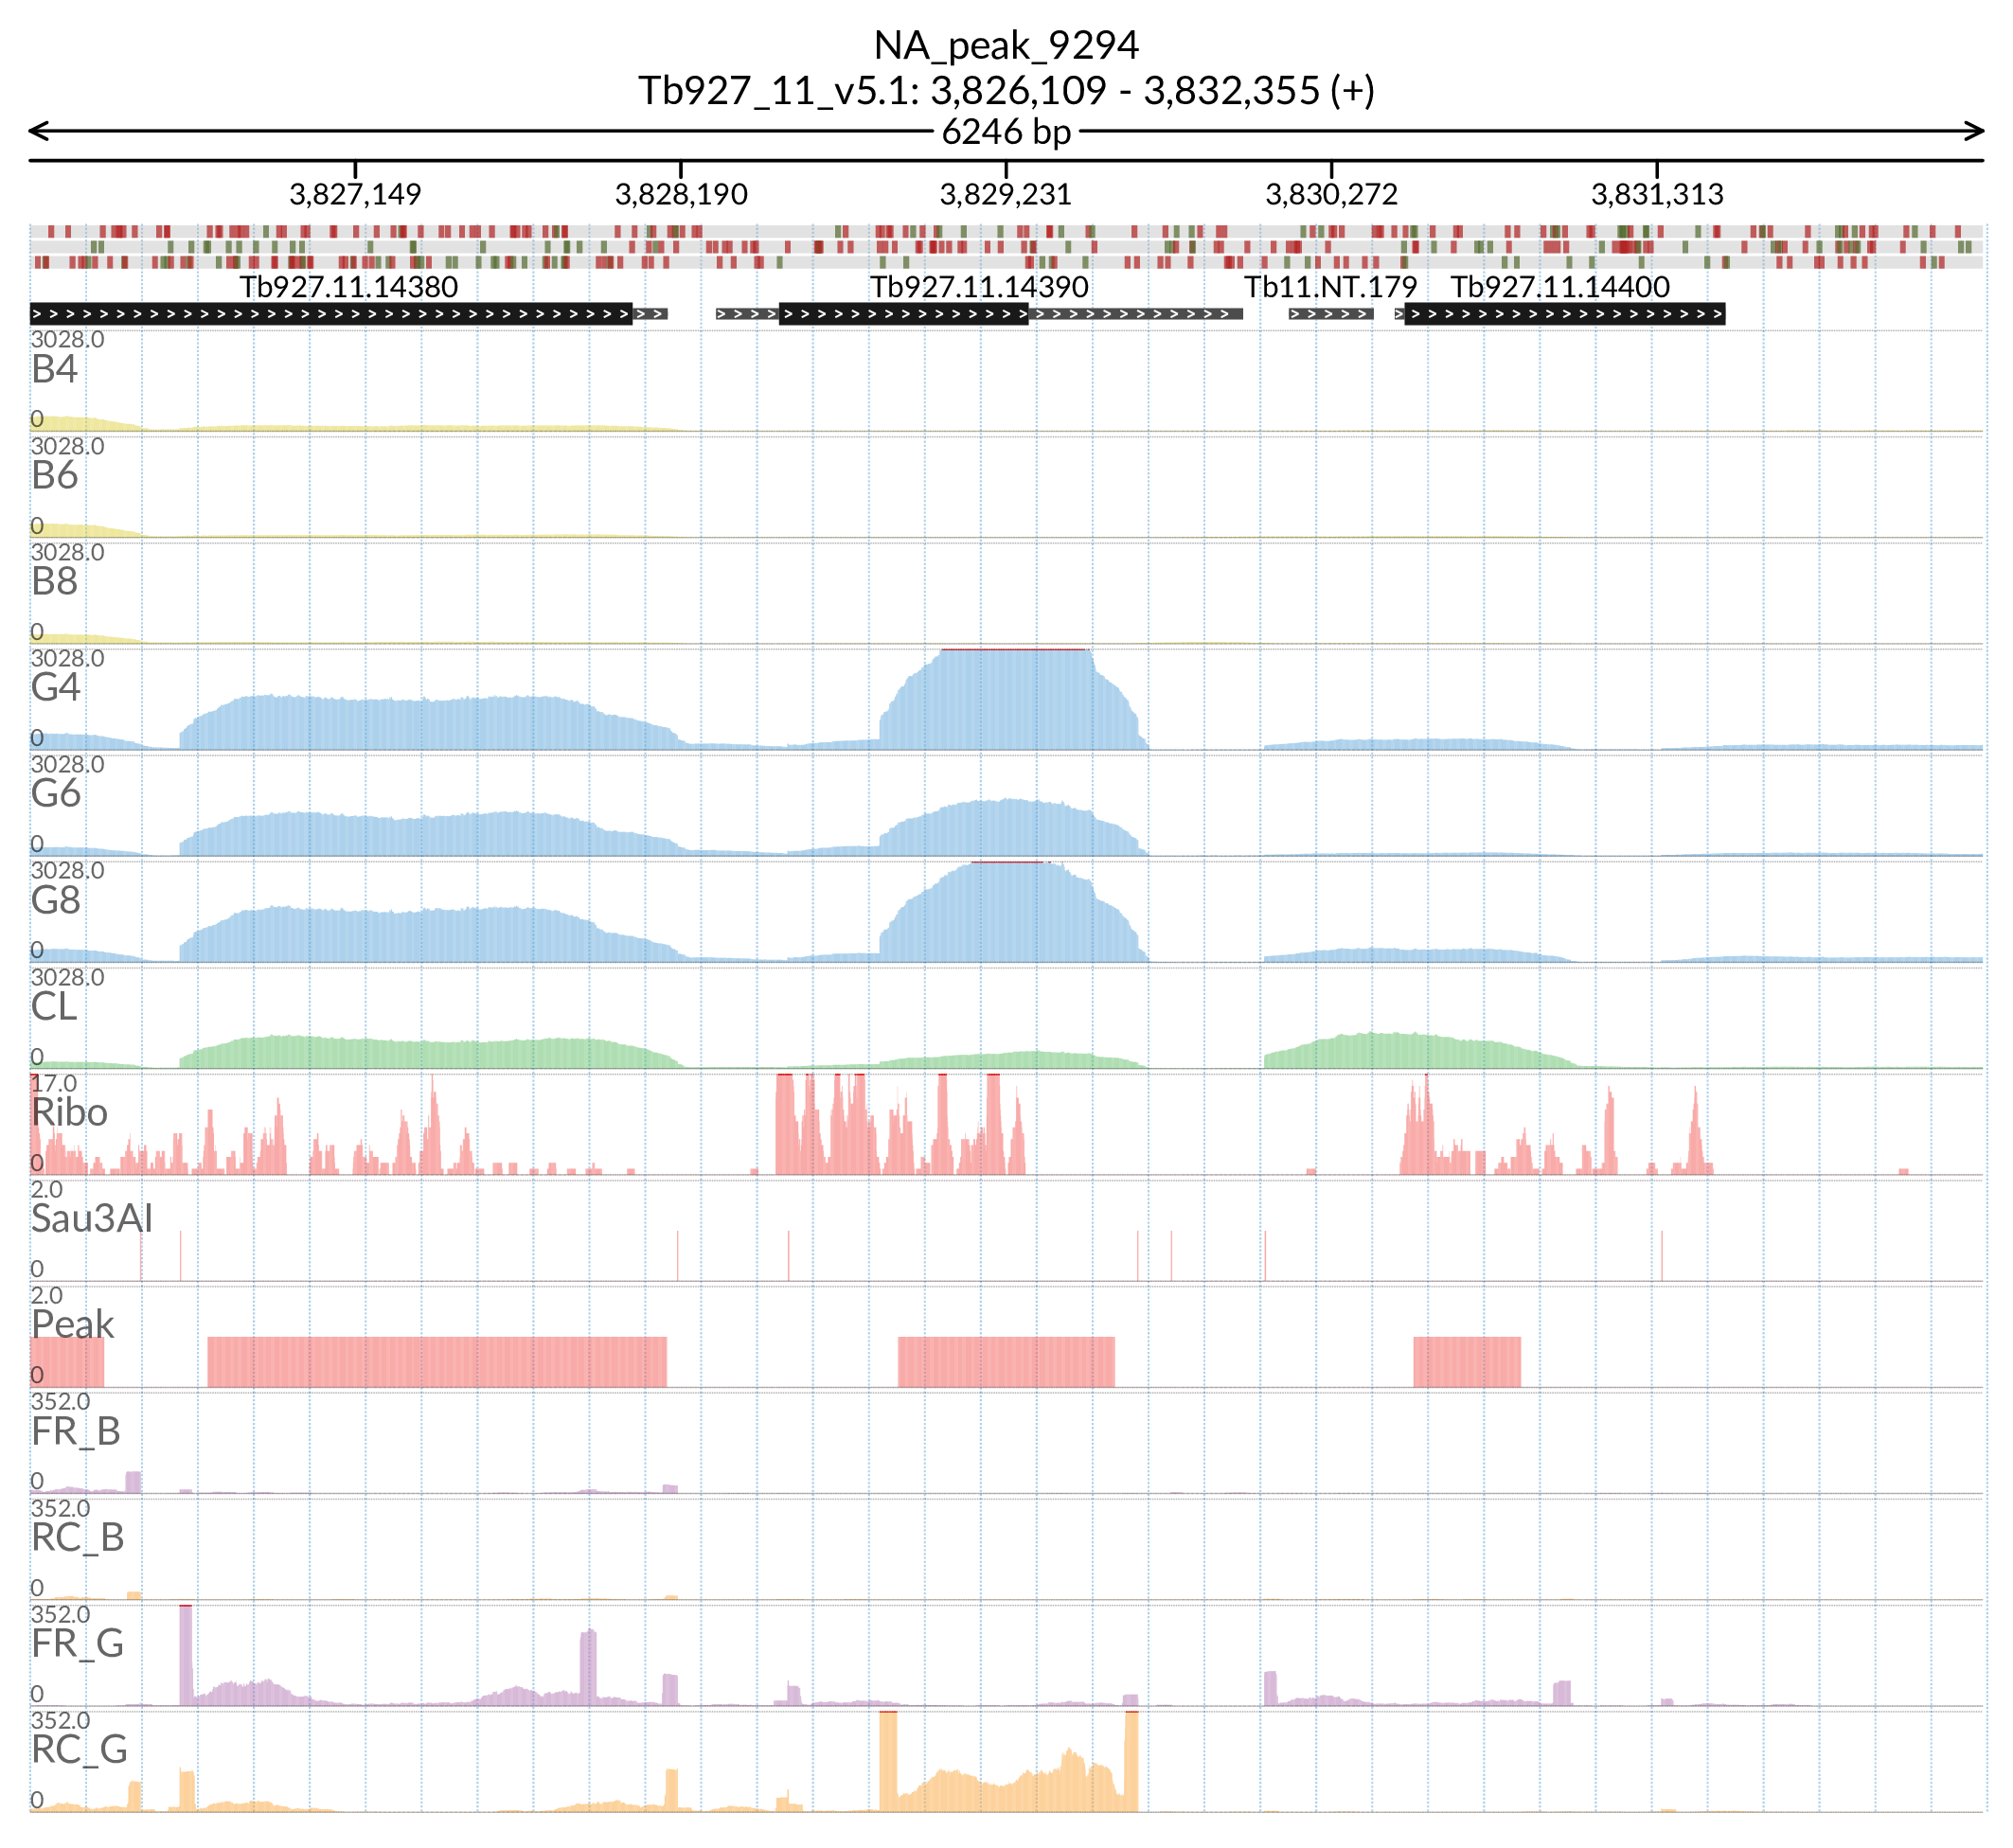 NA_peak_9294
Tb927_11_v5.1: 3,826,109 - 3,832,355 (+)
6246 bp
3,827,149 3,828,190 3,829,231 3,830,272 3,831,313
Tb927.11.14380 Tb927.11.14390 Tb11.NT.179 Tb927.11.14400
3028.0
B4
0
3028.0
B6
0
3028.0
B8
0
3028.0
G4
0
3028.0
G6
0
3028.0
G8
0
3028.0
CL
0
17.0
Ribo
0
2.0
Sau3AI
0
2.0
Peak
0
352.0
FR_B
0
352.0
RC_B
0
352.0
FR_G
0
352.0
RC_G
0